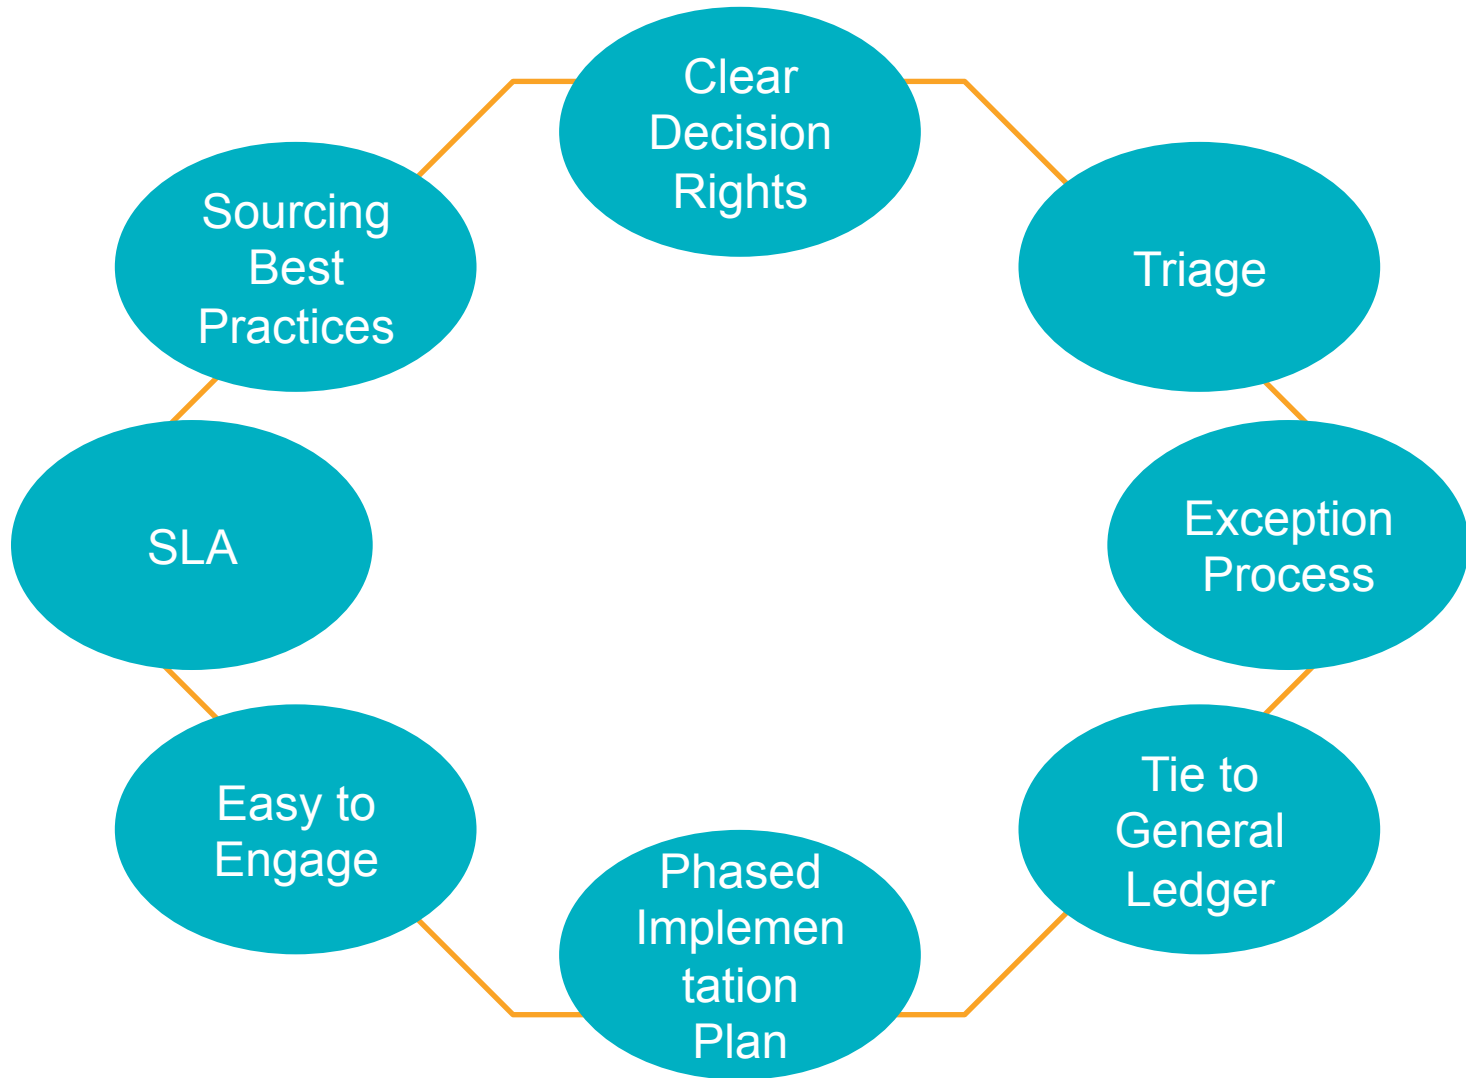 Clear
Decision
Rights
Sourcing
Best
Practices
Triage
SLA
Exception
Process
Easy to
Engage
Tie to
General
Ledger
Phased
Implemen
tation
Plan